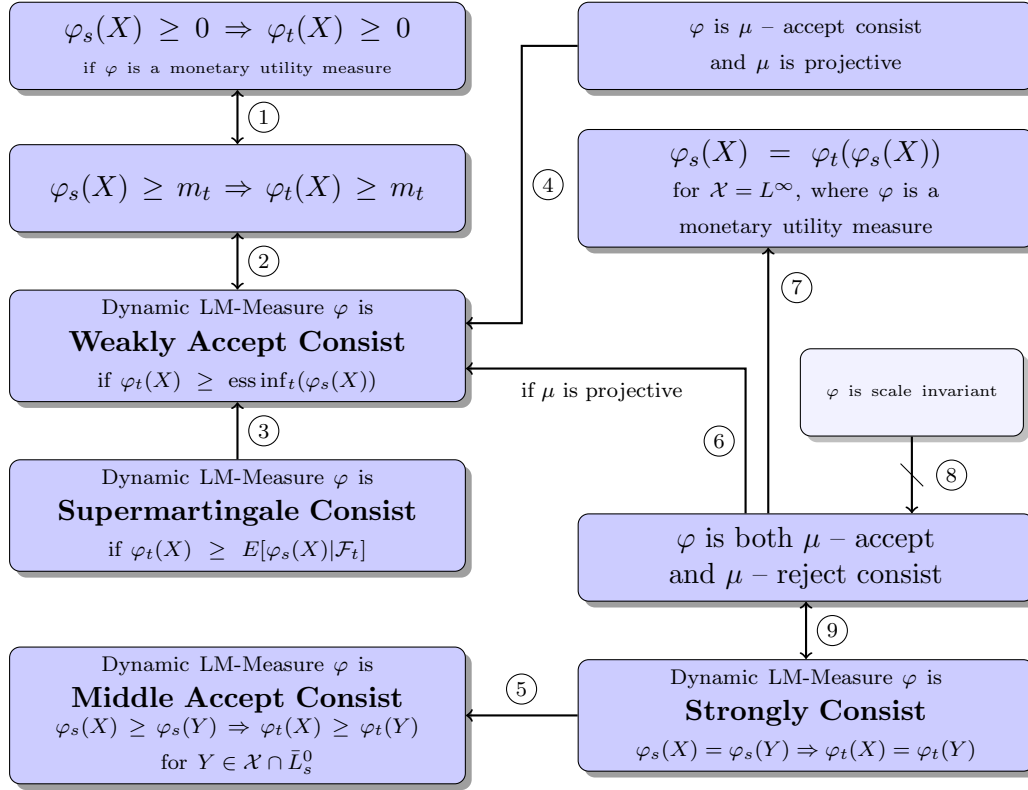 φₛ(X) ≥ 0 ⇒ φₜ(X) ≥ 0
if φ is a monetary utility measure
①
φₛ(X) ≥ mₜ ⇒ φₜ(X) ≥ mₜ
②
Dynamic LM-Measure φ is
Weakly Accept Consist
if φₜ(X) ≥ ess infₜ(φₛ(X))
③
Dynamic LM-Measure φ is
Supermartingale Consist
if φₜ(X) ≥ E[φₛ(X)|ℱₜ]
Dynamic LM-Measure φ is
Middle Accept Consist
φₛ(X) ≥ φₛ(Y) ⇒ φₜ(X) ≥ φₜ(Y)
for Y ∈ 𝒳 ∩ L̄⁰ₛ
④
⑤
if μ is projective
⑥
φ is μ – accept consist
and μ is projective
φₛ(X) = φₜ(φₛ(X))
for 𝒳 = L^∞, where φ is a
monetary utility measure
⑦
φ is scale invariant
⑧
φ is both μ – accept
and μ – reject consist
⑨
Dynamic LM-Measure φ is
Strongly Consist
φₛ(X) = φₛ(Y) ⇒ φₜ(X) = φₜ(Y)